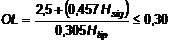 OL = (2,5 + (0,457 H_sig)) / (0,305 H_tip) ≤ 0,30